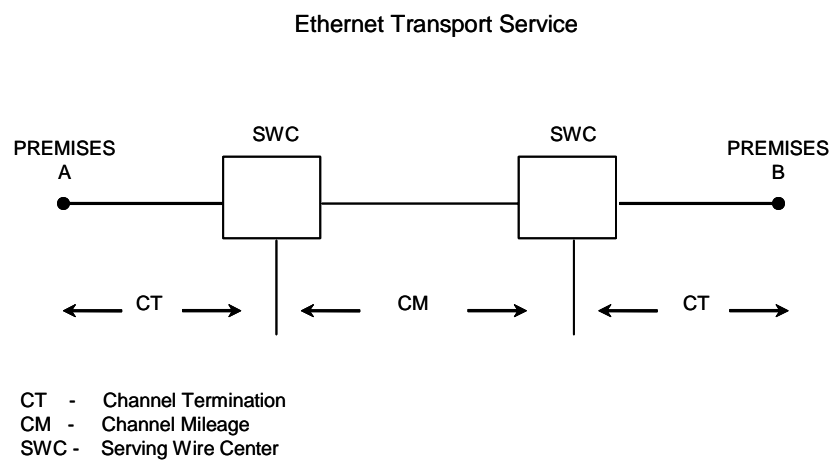 Ethernet Transport Service
SWC
SWC
PREMISES
A
PREMISES
B
CT
CM
CT
CT - Channel Termination
CM - Channel Mileage
SWC - Serving Wire Center